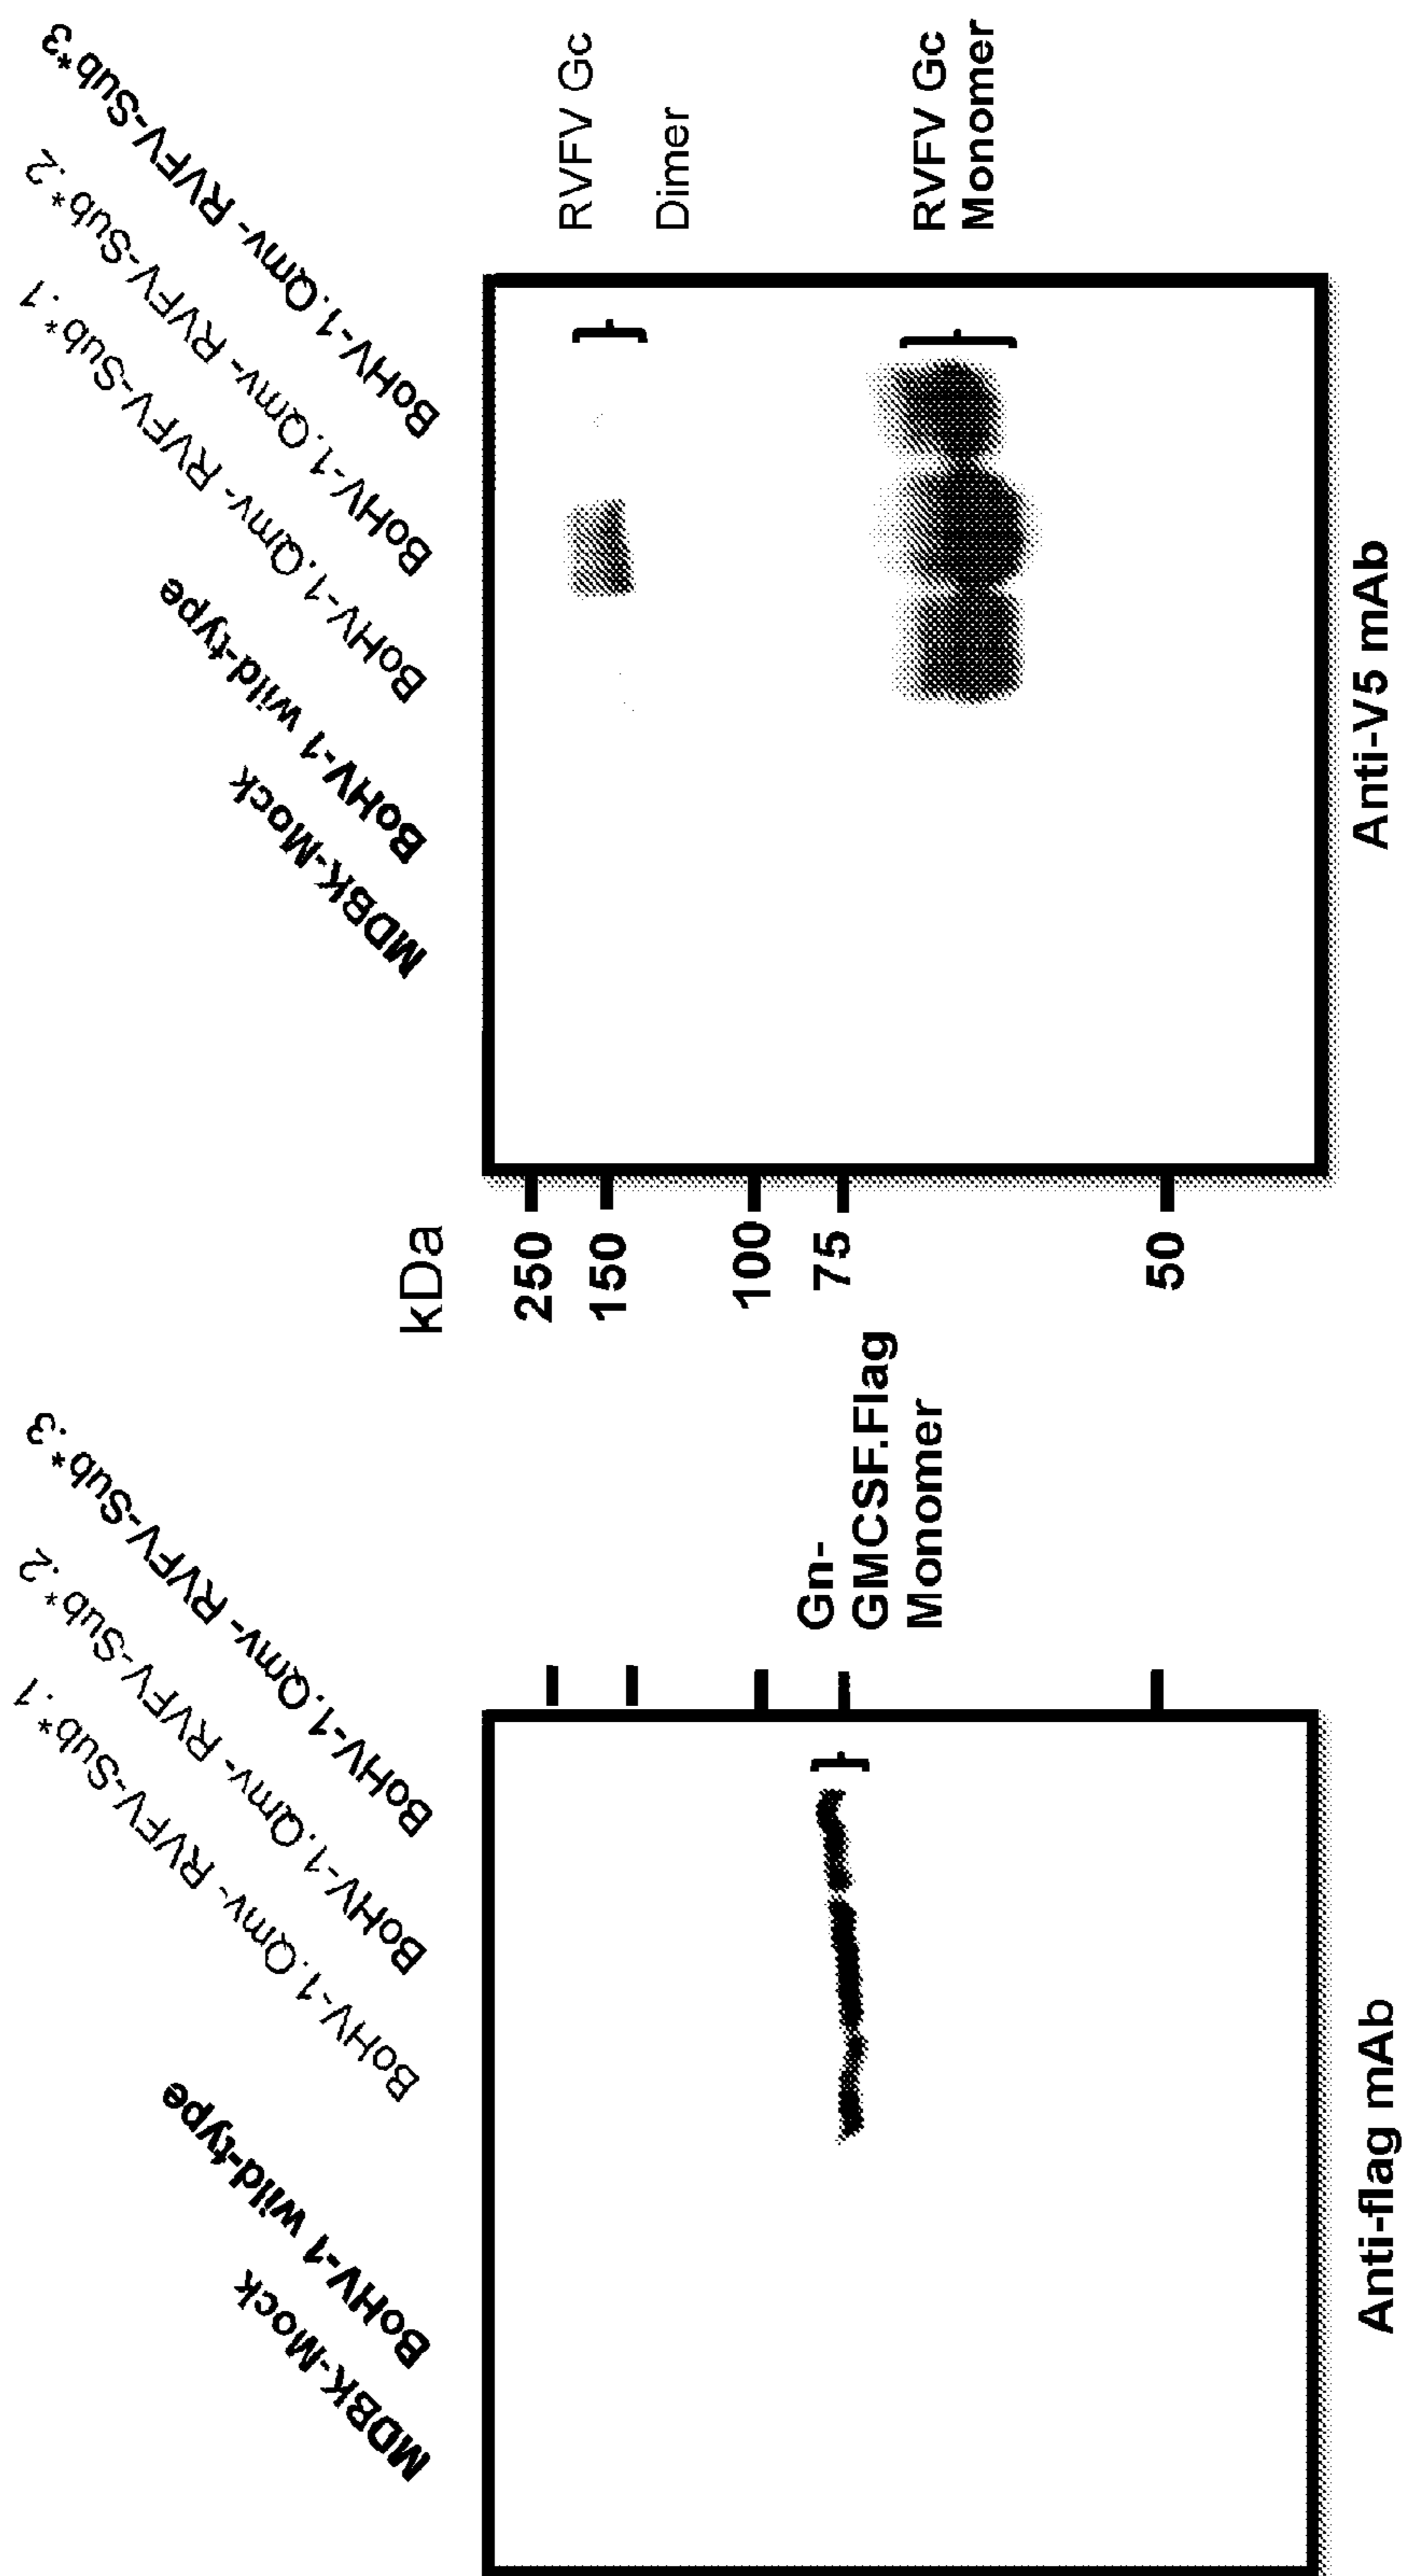 MDBK-Mock
BoHV-1 wild-type
BoHV-1.Qmv- RVFV-Sub*.1
BoHV-1.Qmv- RVFV-Sub*.2
BoHV-1.Qmv- RVFV-Sub*.3
Gn-
GMCSF.Flag
Monomer
Anti-flag mAb
kDa
250
150
100
75
50
MDBK-Mock
BoHV-1 wild-type
BoHV-1.Qmv- RVFV-Sub*.1
BoHV-1.Qmv- RVFV-Sub*.2
BoHV-1.Qmv- RVFV-Sub*3
RVFV Gc
Dimer
RVFV Gc
Monomer
Anti-V5 mAb